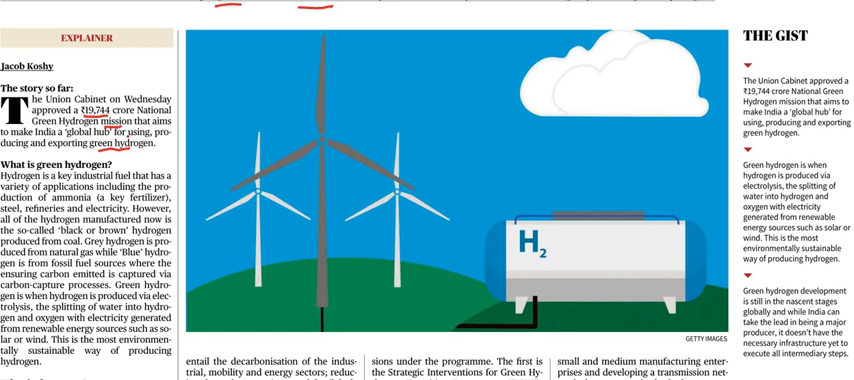 EXPLAINER
Jacob Koshy
The story so far:
The Union Cabinet on Wednesday
approved a ₹19,744 crore National
Green Hydrogen mission that aims
to make India a ‘global hub’ for using, pro-
ducing and exporting green hydrogen.
What is green hydrogen?
Hydrogen is a key industrial fuel that has a
variety of applications including the pro-
duction of ammonia (a key fertilizer),
steel, refineries and electricity. However,
all of the hydrogen manufactured now is
the so-called ‘black or brown’ hydrogen
produced from coal. Grey hydrogen is pro-
duced from natural gas while ‘Blue’ hydro-
gen is from fossil fuel sources where the
ensuring carbon emitted is captured via
carbon-capture processes. Green hydro-
gen is when hydrogen is produced via elec-
trolysis, the splitting of water into hydro-
gen and oxygen with electricity generated
from renewable energy sources such as so-
lar or wind. This is the most environmen-
tally sustainable way of producing
hydrogen.
H2
GETTY IMAGES
entail the decarbonisation of the indus-
trial, mobility and energy sectors; reduc-
sions under the programme. The first is
the Strategic Interventions for Green Hy-
small and medium manufacturing enter-
prises and developing a transmission net-
THE GIST
The Union Cabinet approved a
₹19,744 crore National Green
Hydrogen mission that aims to
make India a ‘global hub’ for
using, producing and exporting
green hydrogen.
Green hydrogen is when
hydrogen is produced via
electrolysis, the splitting of
water into hydrogen and
oxygen with electricity
generated from renewable
energy sources such as solar or
wind. This is the most
environmentally sustainable
way of producing hydrogen.
Green hydrogen development
is still in the nascent stages
globally and while India can
take the lead in being a major
producer, it doesn’t have the
necessary infrastructure yet to
execute all intermediary steps.